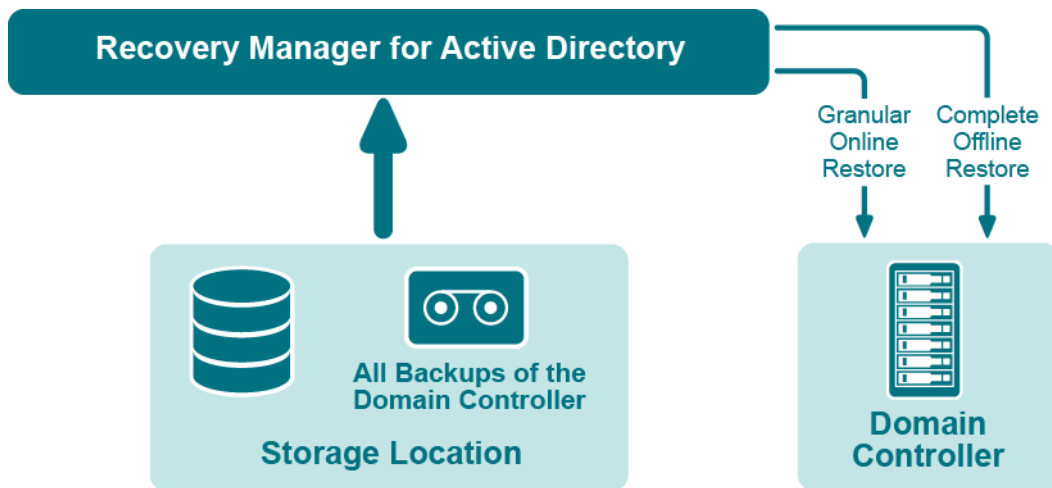 Recovery Manager for Active Directory
Granular
Online
Restore
Complete
Offline
Restore
All Backups of the
Domain Controller
Storage Location
Domain
Controller